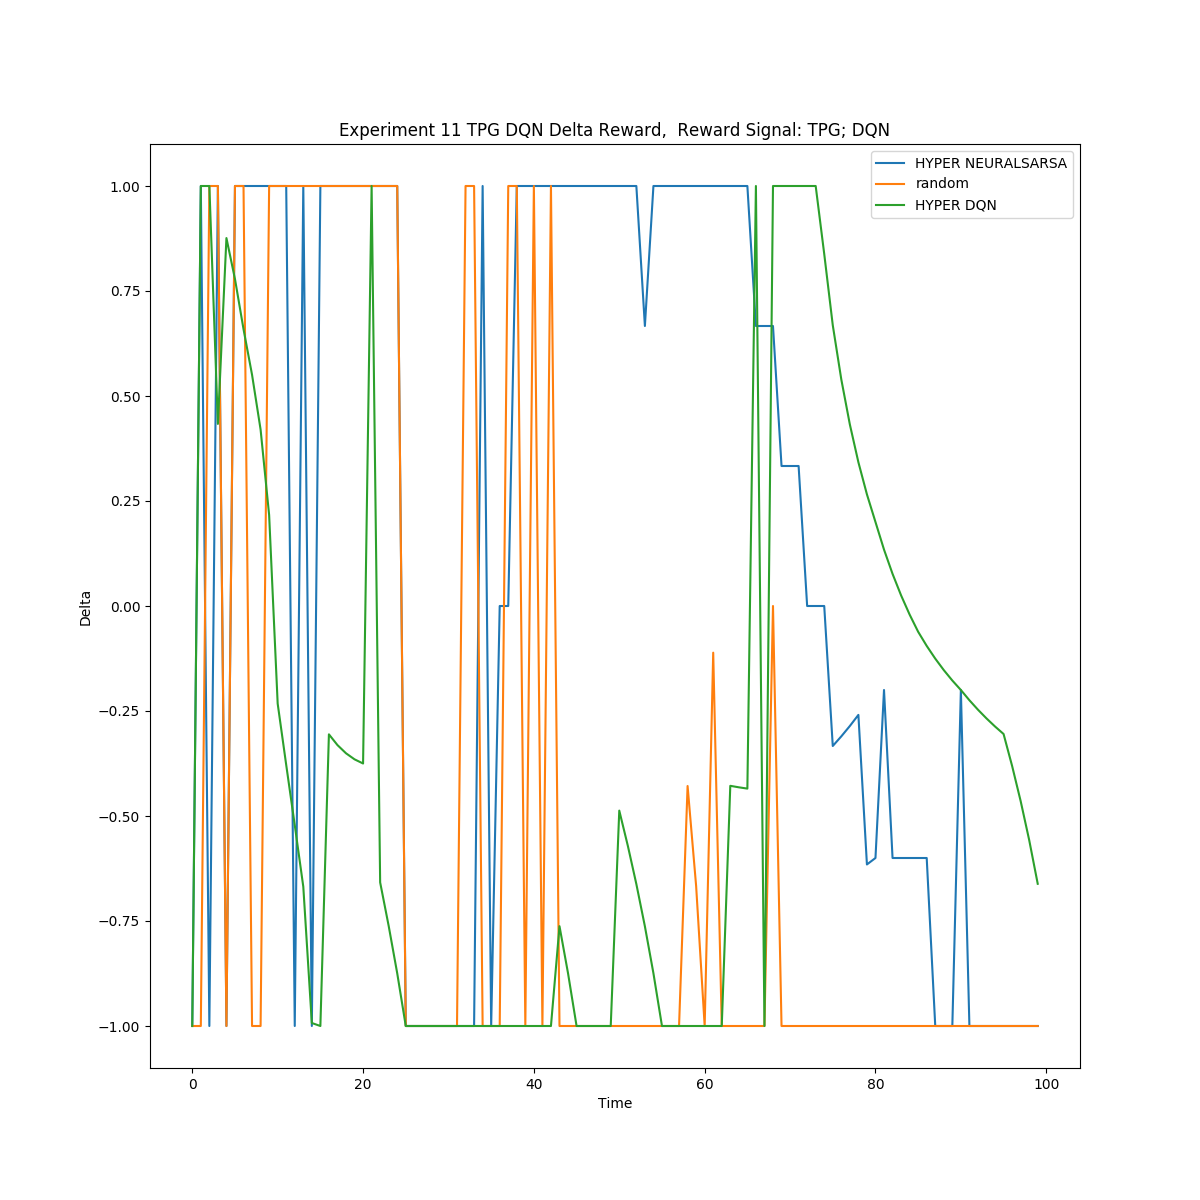 Experiment 11 TPG DQN Delta Reward,  Reward Signal: TPG; DQN
HYPER NEURALSARSA
random
HYPER DQN
1.00
0.75
0.50
0.25
0.00
−0.25
−0.50
−0.75
−1.00
Delta
0 20 40 60 80 100
Time